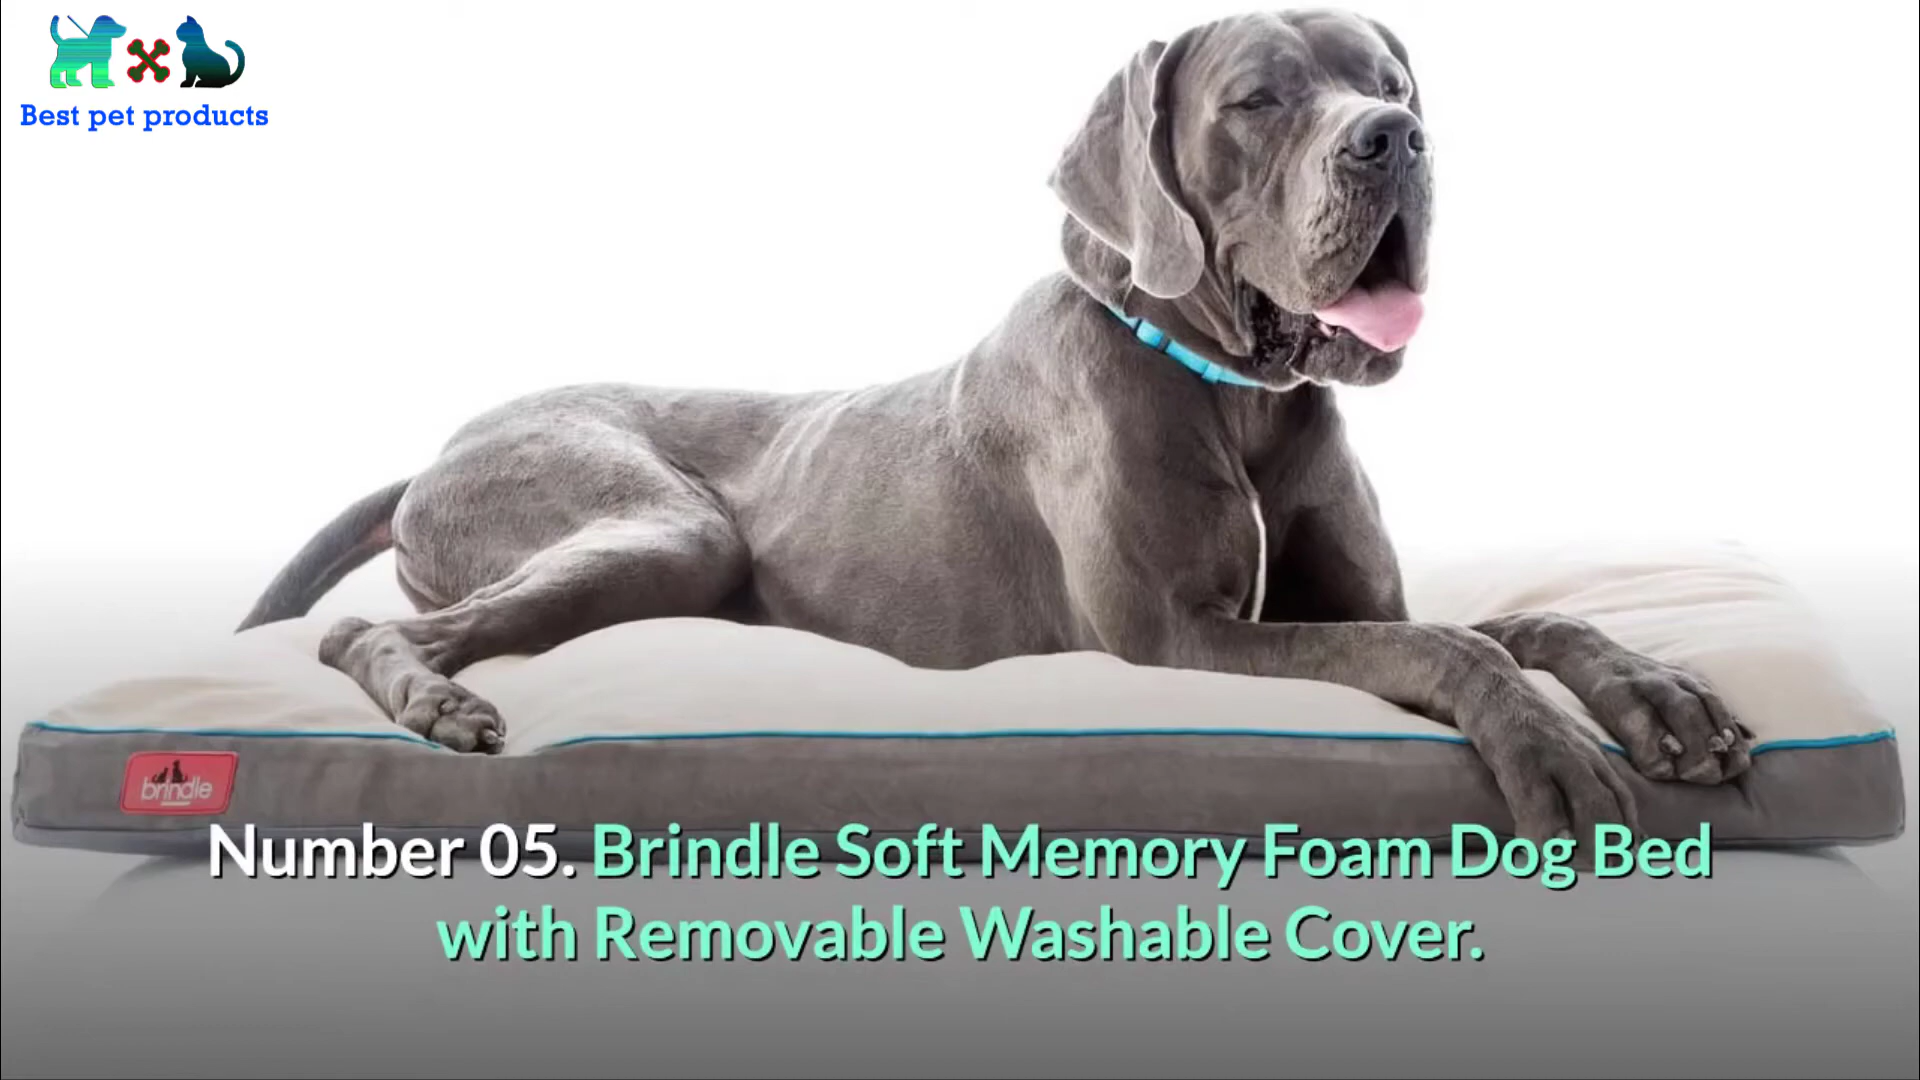 Best pet products
brindle
Number 05. Brindle Soft Memory Foam Dog Bed
with Removable Washable Cover.